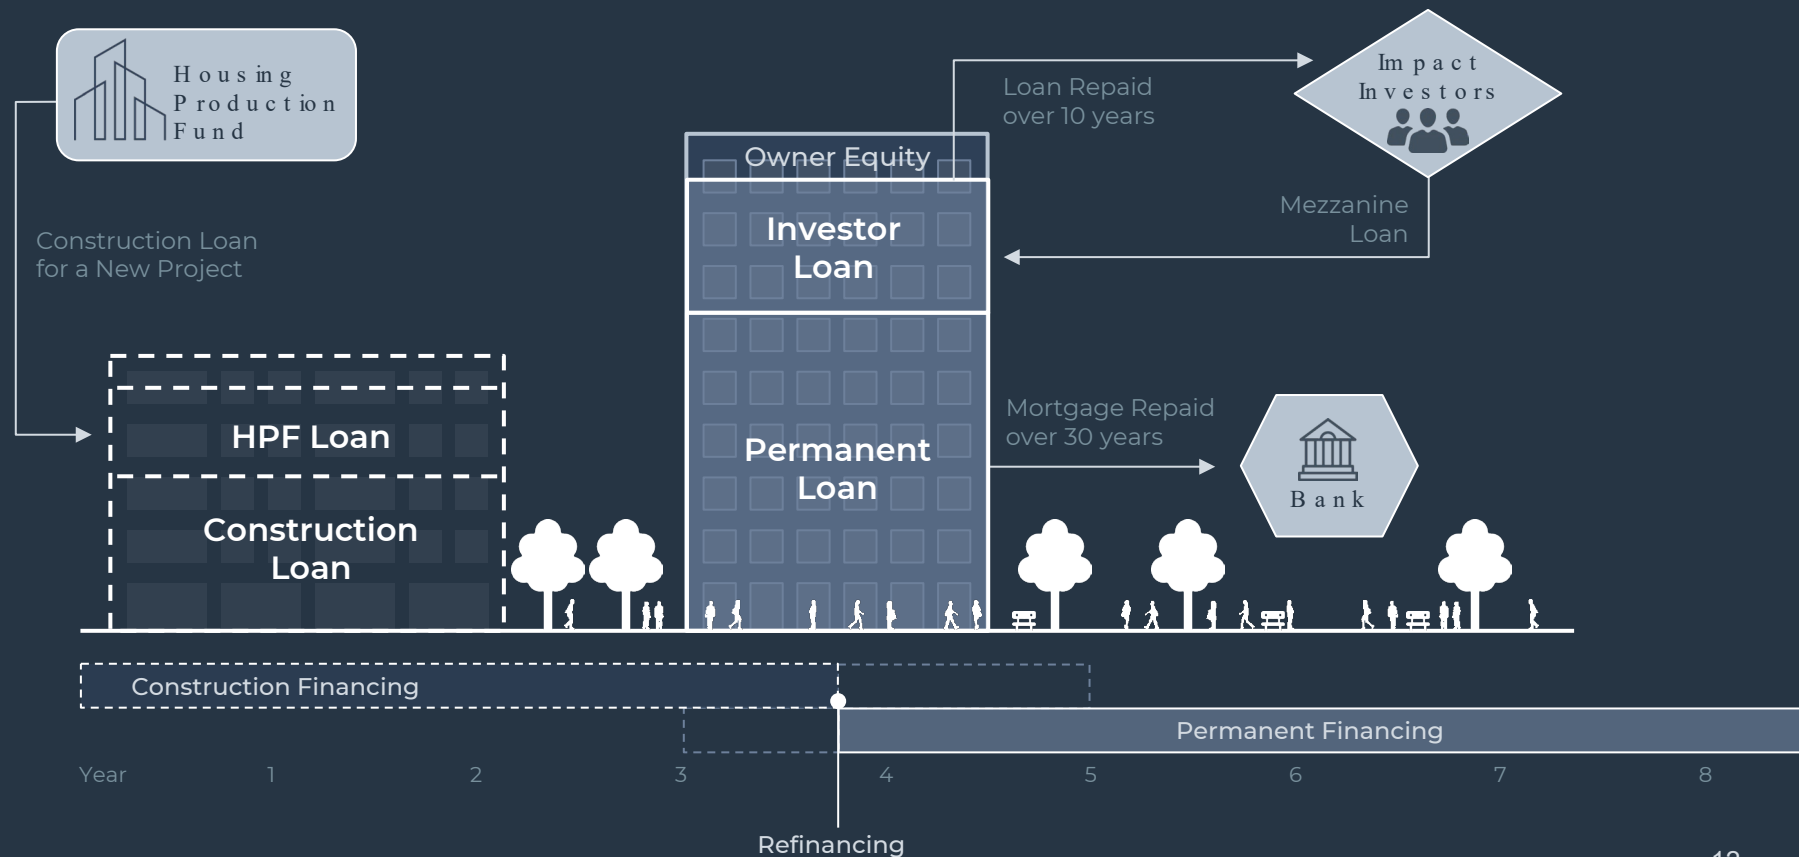 Housing
Production
Fund
Construction Loan
for a New Project
HPF Loan
Construction
Loan
Owner Equity
Investor
Loan
Permanent
Loan
Loan Repaid
over 10 years
Impact
Investors
Mezzanine
Loan
Mortgage Repaid
over 30 years
Bank
Construction Financing
Permanent Financing
Year 1 2 3 4 5 6 7 8
Refinancing